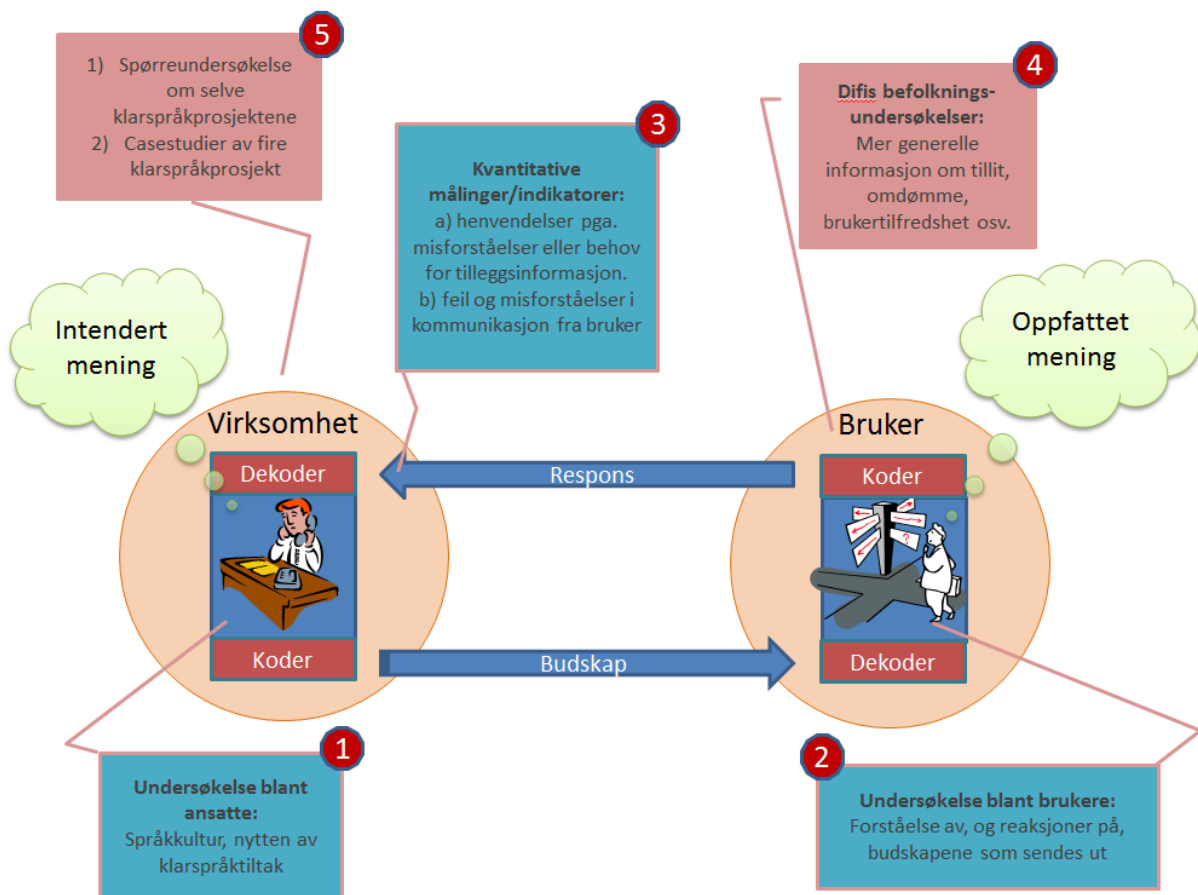 5
1) Spørreundersøkelse
om selve
klarspråkprosjektene
2) Casestudier av fire
klarspråkprosjekt
4
Difis befolknings-
undersøkelser:
Mer generelle
informasjon om tillit,
omdømme,
brukertilfredshet osv.
3
Kvantitative
målinger/indikatorer:
a) henvendelser pga.
misforståelser eller behov
for tilleggsinformasjon.
b) feil og misforståelser i
kommunikasjon fra bruker
Intendert
mening
Oppfattet
mening
Virksomhet
Dekoder
Koder
Respons
Budskap
Bruker
Koder
?
Dekoder
1
Undersøkelse blant
ansatte:
Språkkultur, nytten av
klarspråktiltak
2
Undersøkelse blant brukere:
Forståelse av, og reaksjoner på,
budskapene som sendes ut